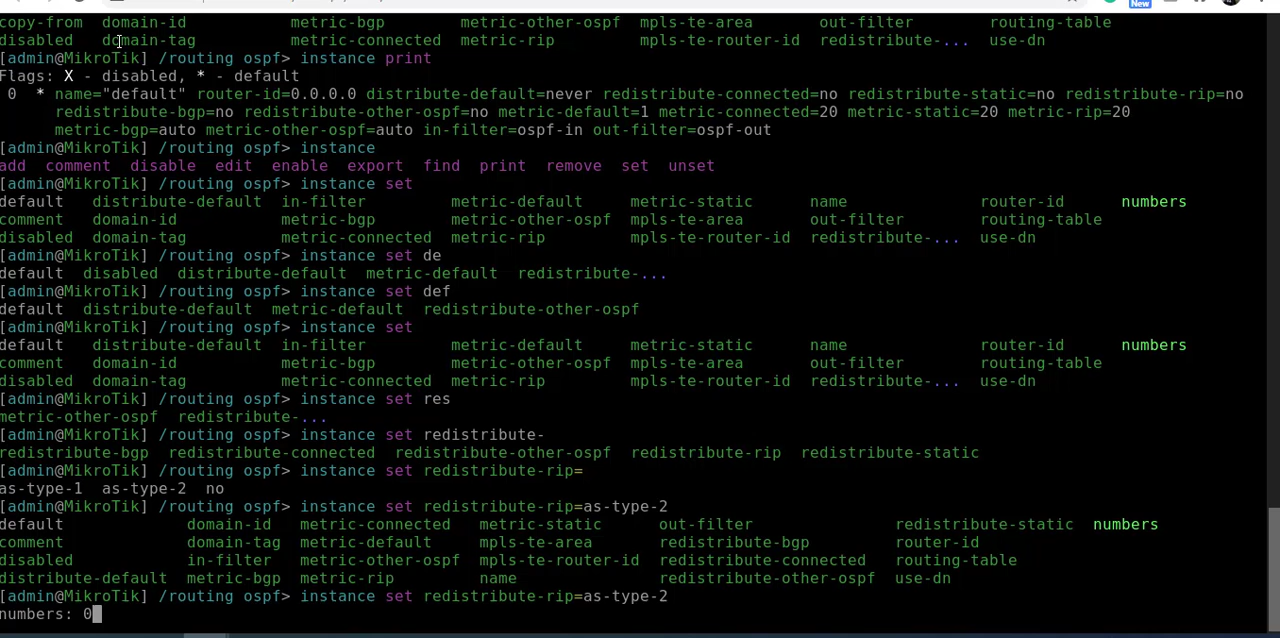 New
copy-from  domain-id            metric-bgp          metric-other-ospf  mpls-te-area       out-filter         routing-table
disabled  domain-tag           metric-connected  metric-rip         mpls-te-router-id  redistribute-...  use-dn
[admin@MikroTik] /routing ospf> instance print
Flags: X - disabled, * - default
0  * name="default" router-id=0.0.0.0 distribute-default=never redistribute-connected=no redistribute-static=no redistribute-rip=no
redistribute-bgp=no redistribute-other-ospf=no metric-default=1 metric-connected=20 metric-static=20 metric-rip=20
metric-bgp=auto metric-other-ospf=auto in-filter=ospf-in out-filter=ospf-out
[admin@MikroTik] /routing ospf> instance
add  comment  disable  edit  enable  export  find  print  remove  set  unset
[admin@MikroTik] /routing ospf> instance set
default   distribute-default  in-filter         metric-default     metric-static      name               router-id      numbers
comment   domain-id           metric-bgp        metric-other-ospf  mpls-te-area       out-filter         routing-table
disabled  domain-tag          metric-connected  metric-rip         mpls-te-router-id  redistribute-...  use-dn
[admin@MikroTik] /routing ospf> instance set de
default  disabled  distribute-default  metric-default  redistribute-...
[admin@MikroTik] /routing ospf> instance set def
default  distribute-default  metric-default  redistribute-other-ospf
[admin@MikroTik] /routing ospf> instance set
default   distribute-default  in-filter         metric-default     metric-static      name               router-id      numbers
comment   domain-id           metric-bgp        metric-other-ospf  mpls-te-area       out-filter         routing-table
disabled  domain-tag          metric-connected  metric-rip         mpls-te-router-id  redistribute-...  use-dn
[admin@MikroTik] /routing ospf> instance set res
metric-other-ospf  redistribute-...
[admin@MikroTik] /routing ospf> instance set redistribute-
redistribute-bgp  redistribute-connected  redistribute-other-ospf  redistribute-rip  redistribute-static
[admin@MikroTik] /routing ospf> instance set redistribute-rip=
as-type-1  as-type-2  no
[admin@MikroTik] /routing ospf> instance set redistribute-rip=as-type-2
default             domain-id   metric-connected   metric-static      out-filter               redistribute-static  numbers
comment             domain-tag  metric-default     mpls-te-area       redistribute-bgp         router-id
disabled            in-filter   metric-other-ospf  mpls-te-router-id  redistribute-connected   routing-table
distribute-default  metric-bgp  metric-rip         name               redistribute-other-ospf  use-dn
[admin@MikroTik] /routing ospf> instance set redistribute-rip=as-type-2
numbers: 0